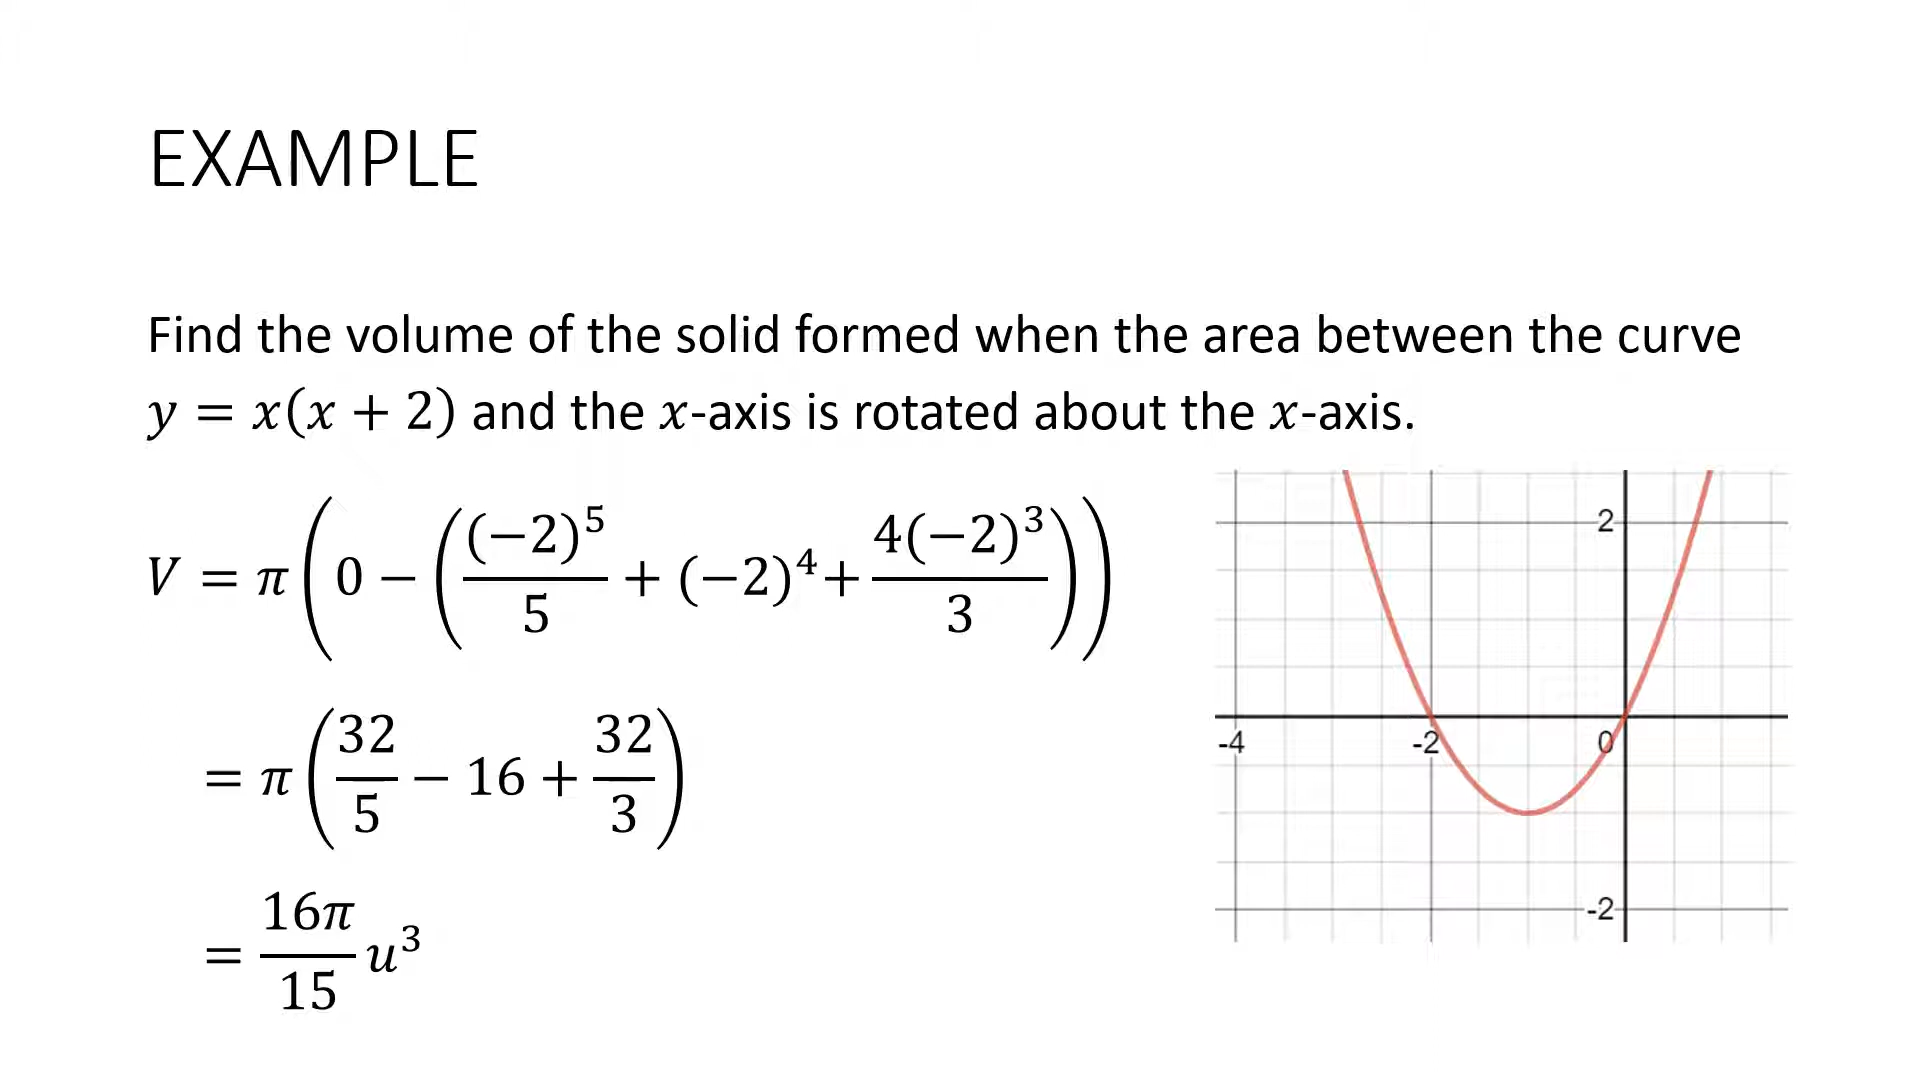 EXAMPLE
Find the volume of the solid formed when the area between the curve
y = x(x + 2) and the x-axis is rotated about the x-axis.
V = π(0 − ((−2)⁵/5 + (−2)⁴ + 4(−2)³/3))
= π(32/5 − 16 + 32/3)
= 16π/15 u³
2
-4 -2 0
-2